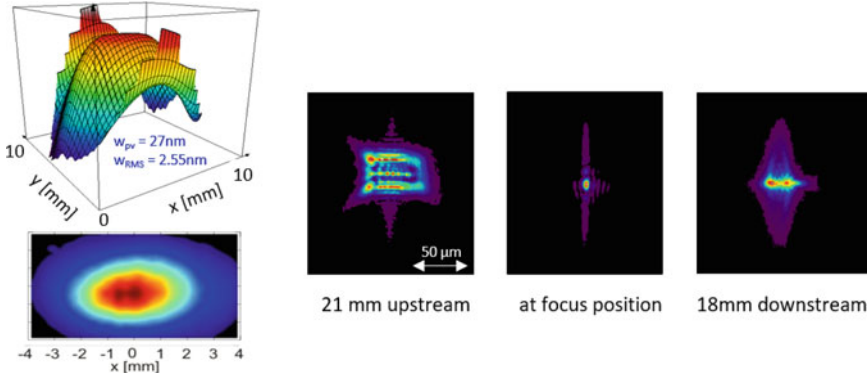 w_pv = 27nm
w_RMS = 2.55nm
10
10
y [mm]
x [mm]
0
50 µm
21 mm upstream
at focus position
18mm downstream
-4 -3 -2 -1 0 1 2 3 4
x [mm]